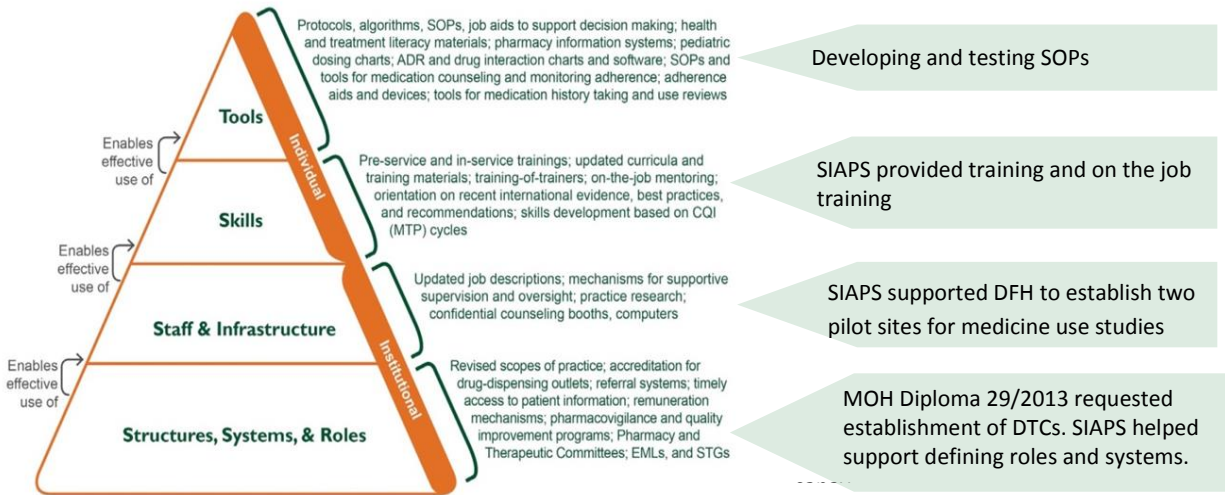 Protocols, algorithms, SOPs, job aids to support decision making; health
and treatment literacy materials; pharmacy information systems; pediatric
dosing charts; ADR and drug interaction charts and software; SOPs and
tools for medication counseling and monitoring adherence; adherence
aids and devices; tools for medication history taking and use reviews
Developing and testing SOPs
Tools
Individual
Enables
effective
use of
Pre-service and in-service trainings; updated curricula and
training materials; training-of-trainers; on-the-job mentoring;
orientation on recent international evidence, best practices,
and recommendations; skills development based on CQI
(MTP) cycles
SIAPS provided training and on the job
training
Skills
Enables
effective
use of
Updated job descriptions; mechanisms for supportive
supervision and oversight; practice research;
confidential counseling booths, computers
SIAPS supported DFH to establish two
pilot sites for medicine use studies
Staff & Infrastructure
Institutional
Enables
effective
use of
Revised scopes of practice; accreditation for
drug-dispensing outlets; referral systems; timely
access to patient information; remuneration
mechanisms; pharmacovigilance and quality
improvement programs; Pharmacy and
Therapeutic Committees; EMLs, and STGs
MOH Diploma 29/2013 requested
establishment of DTCs. SIAPS helped
support defining roles and systems.
Structures, Systems, & Roles